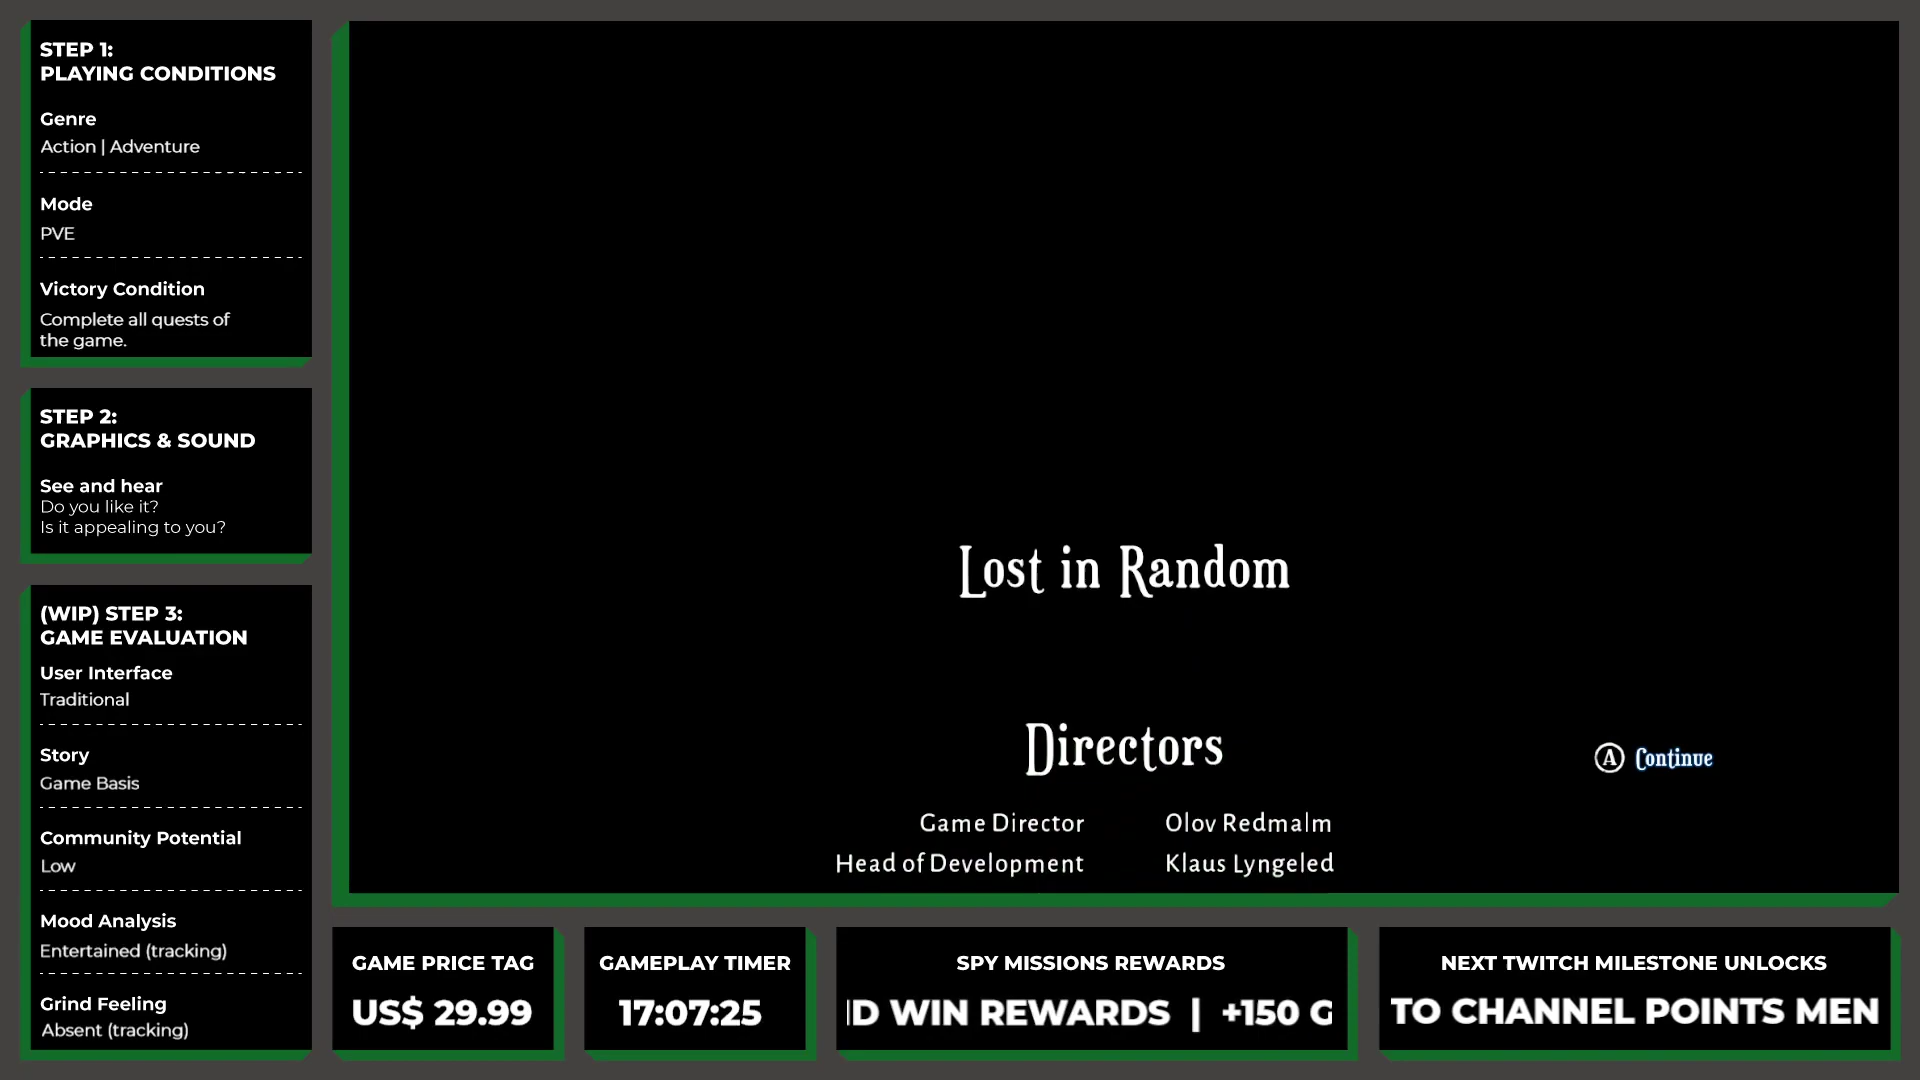 STEP 1:
PLAYING CONDITIONS
Genre
Action | Adventure
Mode
PVE
Victory Condition
Complete all quests of
the game.
STEP 2:
GRAPHICS & SOUND
See and hear
Do you like it?
Is it appealing to you?
(WIP) STEP 3:
GAME EVALUATION
User Interface
Traditional
Story
Game Basis
Community Potential
Low
Mood Analysis
Entertained (tracking)
Grind Feeling
Absent (tracking)
Lost in Random
Directors
Game Director Olov Redmalm
Head of Development Klaus Lyngeled
A Continue
GAME PRICE TAG
US$ 29.99
GAMEPLAY TIMER
17:07:25
SPY MISSIONS REWARDS
WIN REWARDS | +150
NEXT TWITCH MILESTONE UNLOCKS
TO CHANNEL POINTS MEN